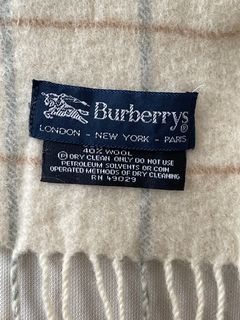 Burberrys
LONDON - NEW YORK - PARIS
40% WOOL
Ⓟ DRY CLEAN ONLY DO NOT USE
PETROLEUM SOLVENTS OR COIN
OPERATED METHODS OF DRY CLEANING
RN 49029